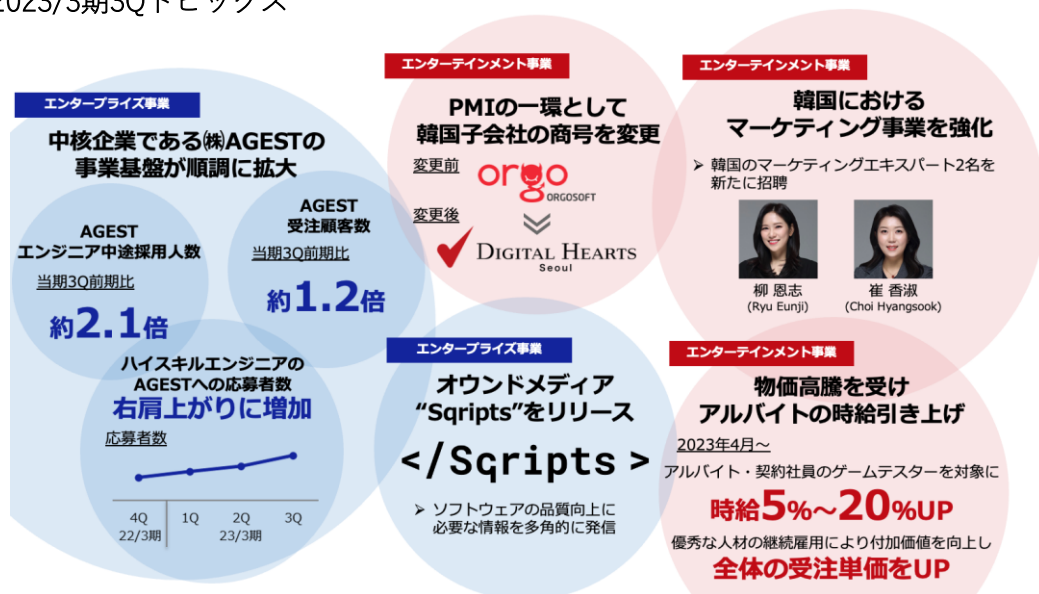 2023/3期3Qトピックス
エンタープライズ事業
中核企業である㈱AGESTの
事業基盤が順調に拡大
AGEST
エンジニア中途採用人数
当期3Q前期比
約2.1倍
AGEST
受注顧客数
当期3Q前期比
約1.2倍
ハイスキルエンジニアの
AGESTへの応募者数
右肩上がりに増加
応募者数
4Q 1Q 2Q 3Q
22/3期 23/3期
エンターテインメント事業
PMIの一環として
韓国子会社の商号を変更
変更前
orgo
ORGOSOFT
変更後
DIGITAL HEARTS
Seoul
エンターテインメント事業
韓国における
マーケティング事業を強化
➢ 韓国のマーケティングエキスパート2名を
新たに招聘
柳 恩志
(Ryu Eunji)
崔 香淑
(Choi Hyangsook)
エンタープライズ事業
オウンドメディア
“Sqripts”をリリース
</Sqripts >
➢ ソフトウェアの品質向上に
必要な情報を多角的に発信
エンターテインメント事業
物価高騰を受け
アルバイトの時給引き上げ
2023年4月～
アルバイト・契約社員のゲームテスターを対象に
時給5%～20%UP
優秀な人材の継続雇用により付加価値を向上し
全体の受注単価をUP